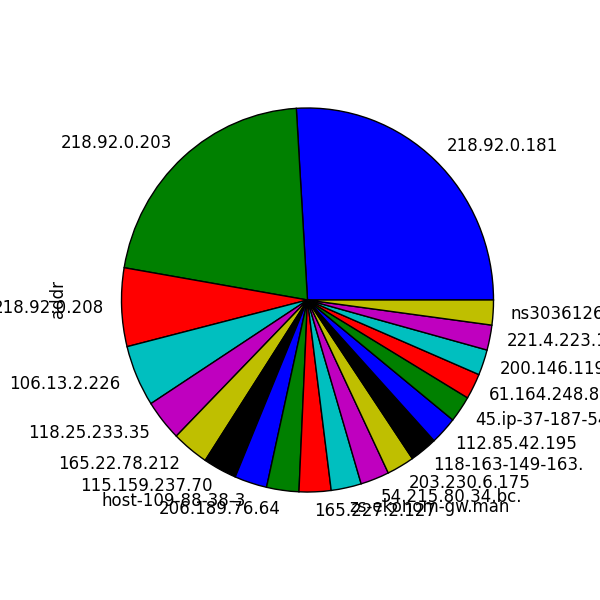 218.92.0.181
218.92.0.203
addr
218.92.0.208
106.13.2.226
118.25.233.35
165.22.78.212
115.159.237.70
host-109-88-38-3.
206.189.76.64
165.227.2.127
zs-ekonom-gw.man
54.215.80.34.bc.
203.230.6.175
118-163-149-163.
112.85.42.195
45.ip-37-187-54
61.164.248.8
200.146.119
221.4.223.1
ns3036126